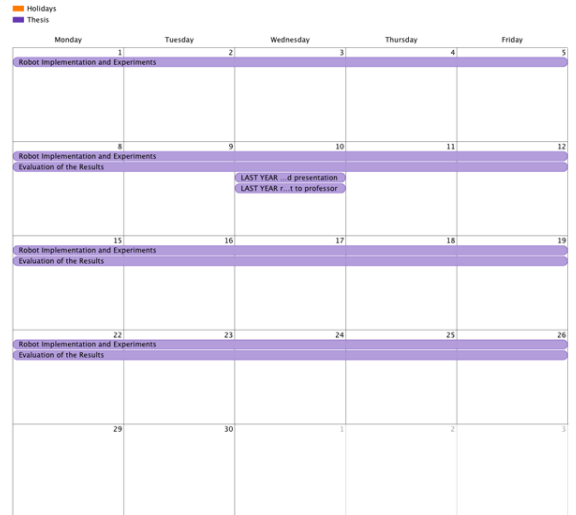 Holidays
Thesis
Monday Tuesday Wednesday Thursday Friday
1 2 3 4 5
Robot Implementation and Experiments
8 9 10 11 12
Robot Implementation and Experiments
Evaluation of the Results
LAST YEAR ...d presentation
LAST YEAR r...t to professor
15 16 17 18 19
Robot Implementation and Experiments
Evaluation of the Results
22 23 24 25 26
Robot Implementation and Experiments
Evaluation of the Results
29 30 1 2 3